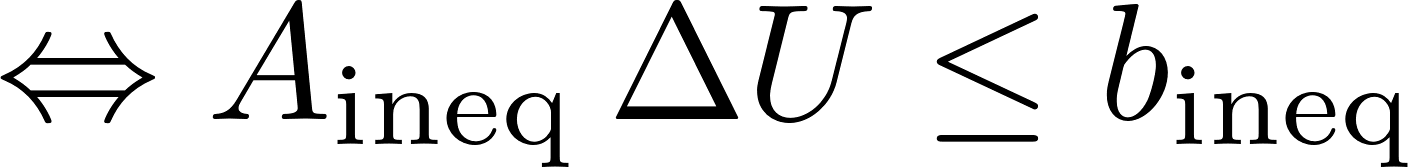 ⇔ A_ineq ΔU ≤ b_ineq